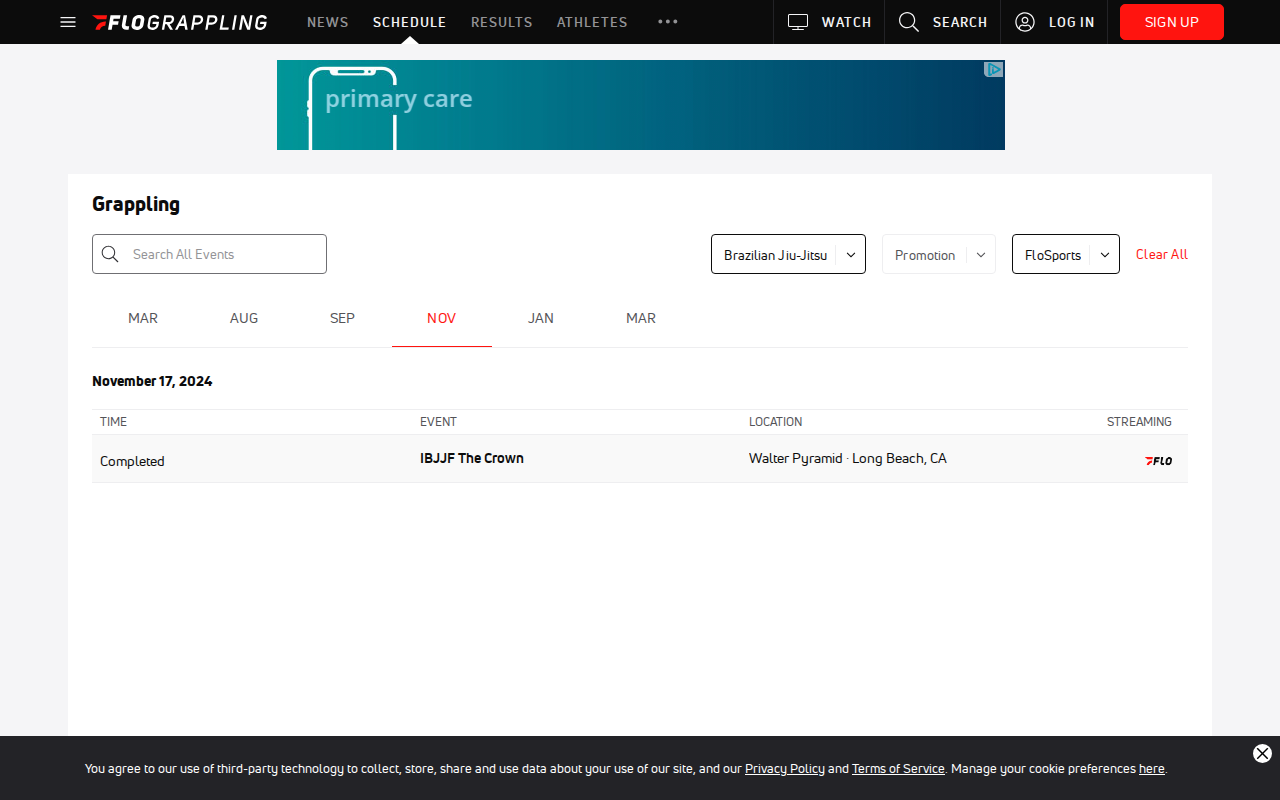 FLOGRAPPLING NEWS SCHEDULE RESULTS ATHLETES ••• WATCH SEARCH LOG IN SIGN UP
primary care
Grappling
Search All Events Brazilian Jiu-Jitsu Promotion FloSports Clear All
MAR AUG SEP NOV JAN MAR
November 17, 2024
TIME EVENT LOCATION STREAMING
Completed IBJJF The Crown Walter Pyramid · Long Beach, CA FLO
You agree to our use of third-party technology to collect, store, share and use data about your use of our site, and our Privacy Policy and Terms of Service. Manage your cookie preferences here.